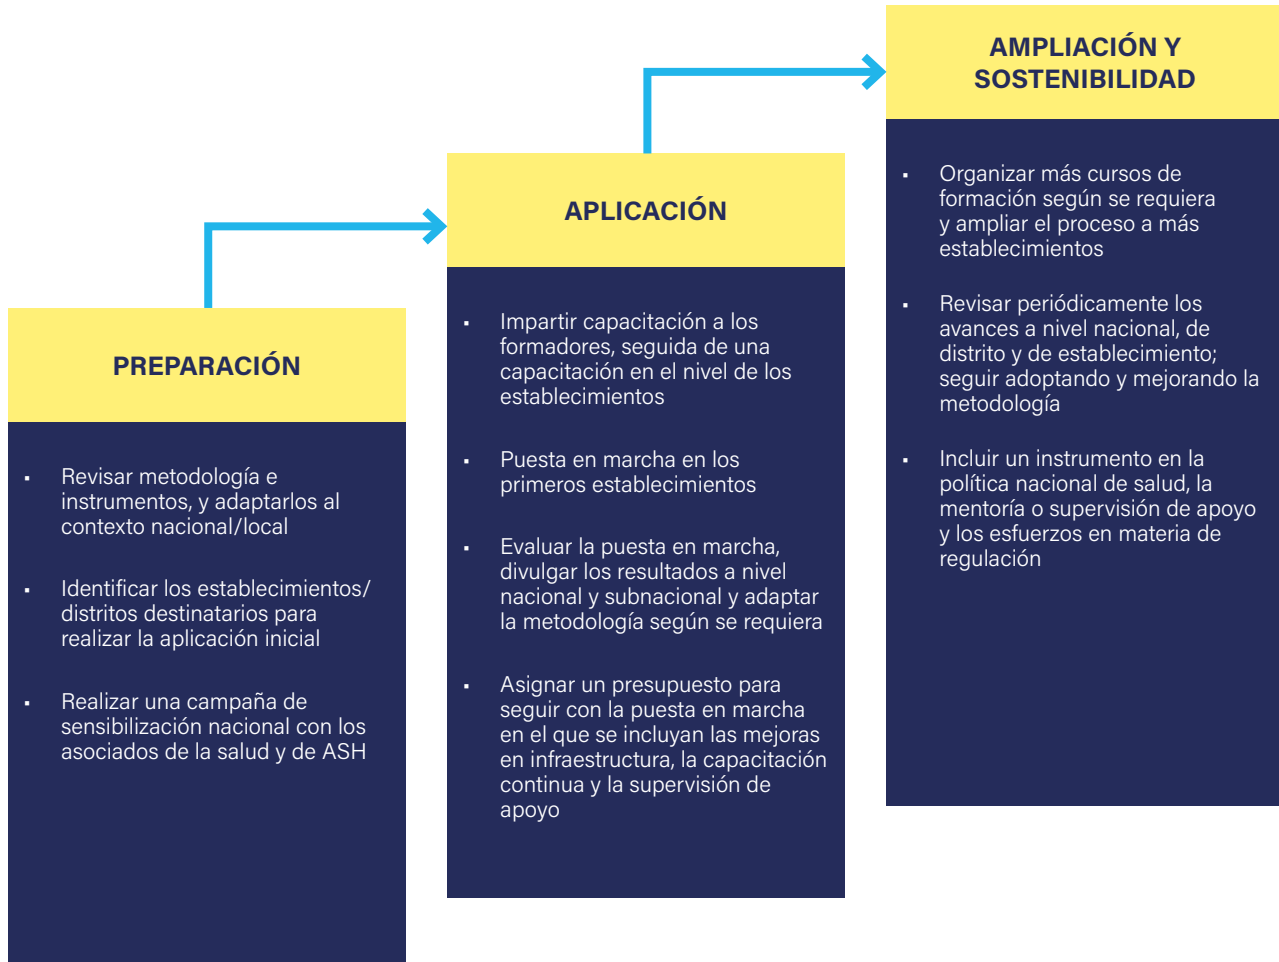 PREPARACIÓN
▪ Revisar metodología e
instrumentos, y adaptarlos al
contexto nacional/local
▪ Identificar los establecimientos/
distritos destinatarios para
realizar la aplicación inicial
▪ Realizar una campaña de
sensibilización nacional con los
asociados de la salud y de ASH
APLICACIÓN
▪ Impartir capacitación a los
formadores, seguida de una
capacitación en el nivel de los
establecimientos
▪ Puesta en marcha en los
primeros establecimientos
▪ Evaluar la puesta en marcha,
divulgar los resultados a nivel
nacional y subnacional y adaptar
la metodología según se requiera
▪ Asignar un presupuesto para
seguir con la puesta en marcha
en el que se incluyan las mejoras
en infraestructura, la capacitación
continua y la supervisión de
apoyo
AMPLIACIÓN Y
SOSTENIBILIDAD
▪ Organizar más cursos de
formación según se requiera
y ampliar el proceso a más
establecimientos
▪ Revisar periódicamente los
avances a nivel nacional, de
distrito y de establecimiento;
seguir adoptando y mejorando la
metodología
▪ Incluir un instrumento en la
política nacional de salud, la
mentoría o supervisión de apoyo
y los esfuerzos en materia de
regulación